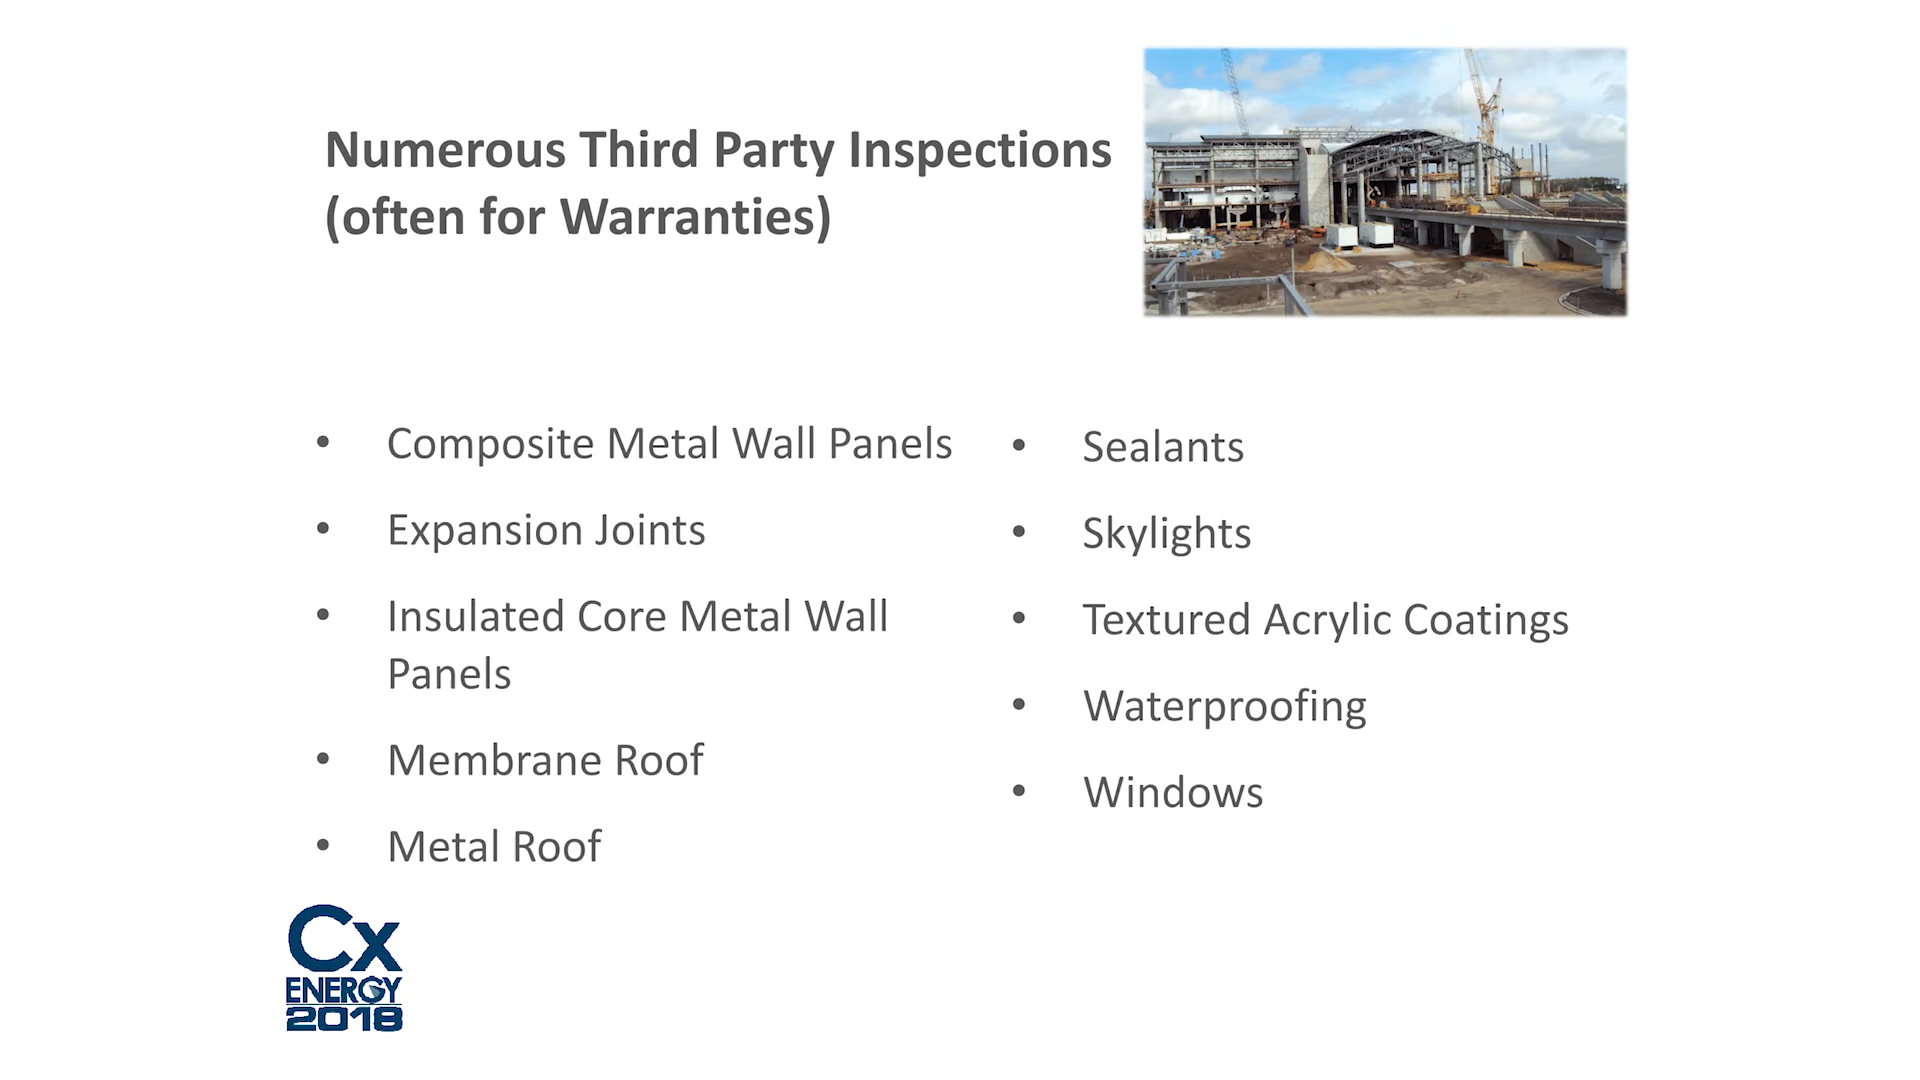 Numerous Third Party Inspections
(often for Warranties)
• Composite Metal Wall Panels
• Expansion Joints
• Insulated Core Metal Wall
Panels
• Membrane Roof
• Metal Roof
• Sealants
• Skylights
• Textured Acrylic Coatings
• Waterproofing
• Windows
Cx
ENERGY
2018